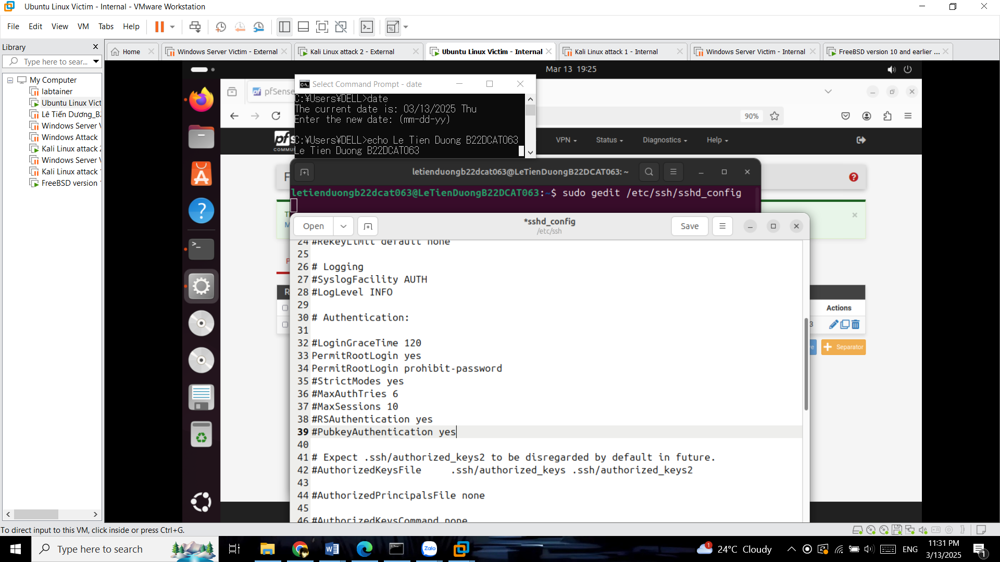 Ubuntu Linux Victim - Internal - VMware Workstation
File Edit View VM Tabs Help
Library
Type here to sear...
My Computer
labtainer
Ubuntu Linux Vict
Lê Tiến Dương_B2
Windows Server V
Windows Attack
Kali Linux attack 2
Windows Server V
Kali Linux attack
FreeBSD version
Home
Windows Server Victim - External
Kali Linux attack 2 - External
Ubuntu Linux Victim - Internal
Kali Linux attack 1 - Internal
Windows Server Victim - Internal
FreeBSD version 10 and earlier ...
Mar 13 19:25
pfSense
90%
VPN Status Diagnostics Help
Select Command Prompt - date
C:¥Users¥DELL>date
The current date is: 03/13/2025 Thu
Enter the new date: (mm-dd-yy)
C:¥Users¥DELL>echo Le Tien Duong B22DCAT063
Le Tien Duong B22DCAT063
letienduongb22dcat063@LeTienDuongB22DCAT063: ~
letienduongb22dcat063@LeTienDuongB22DCAT063:~$ sudo gedit /etc/ssh/sshd_config
Open
*sshd_config
/etc/ssh
Save
24 #RekeyLimit default none
25
26 # Logging
27 #SyslogFacility AUTH
28 #LogLevel INFO
29
30 # Authentication:
31
32 #LoginGraceTime 120
33 PermitRootLogin yes
34 PermitRootLogin prohibit-password
35 #StrictModes yes
36 #MaxAuthTries 6
37 #MaxSessions 10
38 #RSAuthentication yes
39 #PubkeyAuthentication yes
40
41 # Expect .ssh/authorized_keys2 to be disregarded by default in future.
42 #AuthorizedKeysFile .ssh/authorized_keys .ssh/authorized_keys2
43
44 #AuthorizedPrincipalsFile none
45
46 #AuthorizedKeysCommand none
Actions
Separator
To direct input to this VM, click inside or press Ctrl+G.
Type here to search
Zalo
1
24°C Cloudy
ENG
11:31 PM
3/13/2025
1